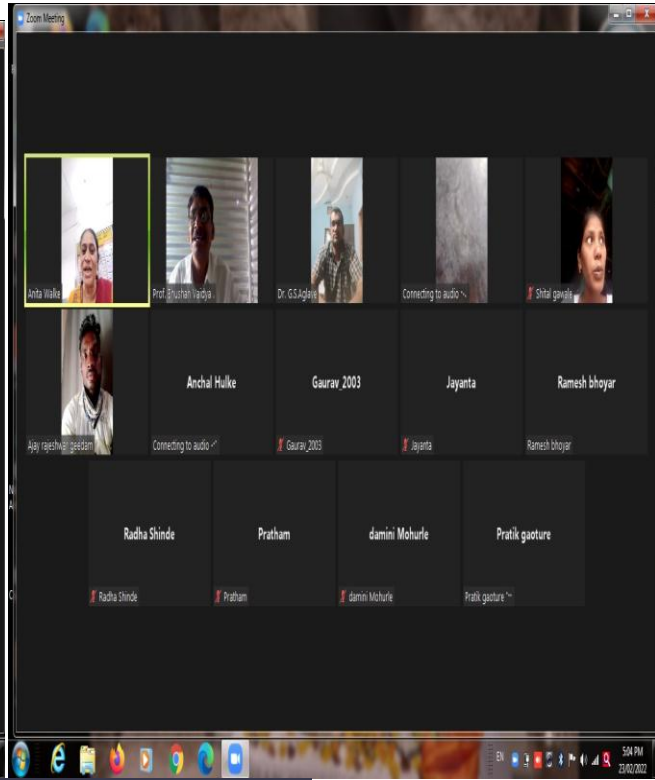 Zoom Meeting
Anita Walke
Prof. Bhushan Vaidya
Dr. G.S.Aglave
Connecting to audio
Shital gawale
Ajay rajeshwar geedam
Anchal Hulke
Connecting to audio
Gaurav_2003
Gaurav_2003
Jayanta
Jayanta
Ramesh bhoyar
Ramesh bhoyar
Radha Shinde
Radha Shinde
Pratham
Pratham
damini Mohurle
damini Mohurle
Pratik gaoture
Pratik gaoture
EN
5:04 PM
23/02/2022